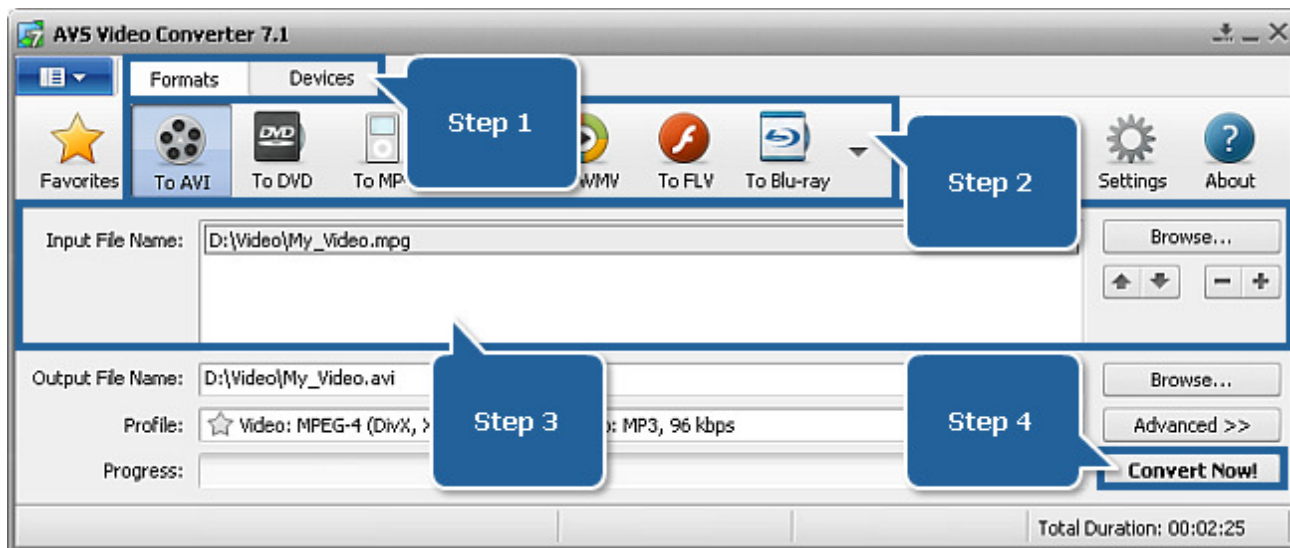 AVS Video Converter 7.1
Formats Devices
Step 1
Favorites To AVI To DVD WMV To FLV To Blu-ray Settings About
Step 2
Input File Name: D:\Video\My_Video.mpg Browse...
Output File Name: D:\Video\My_Video.avi Browse...
Profile: Video: MPEG-4 (DivX, MP3, 96 kbps Advanced >>
Step 3
Step 4
Progress: Convert Now!
Total Duration: 00:02:25